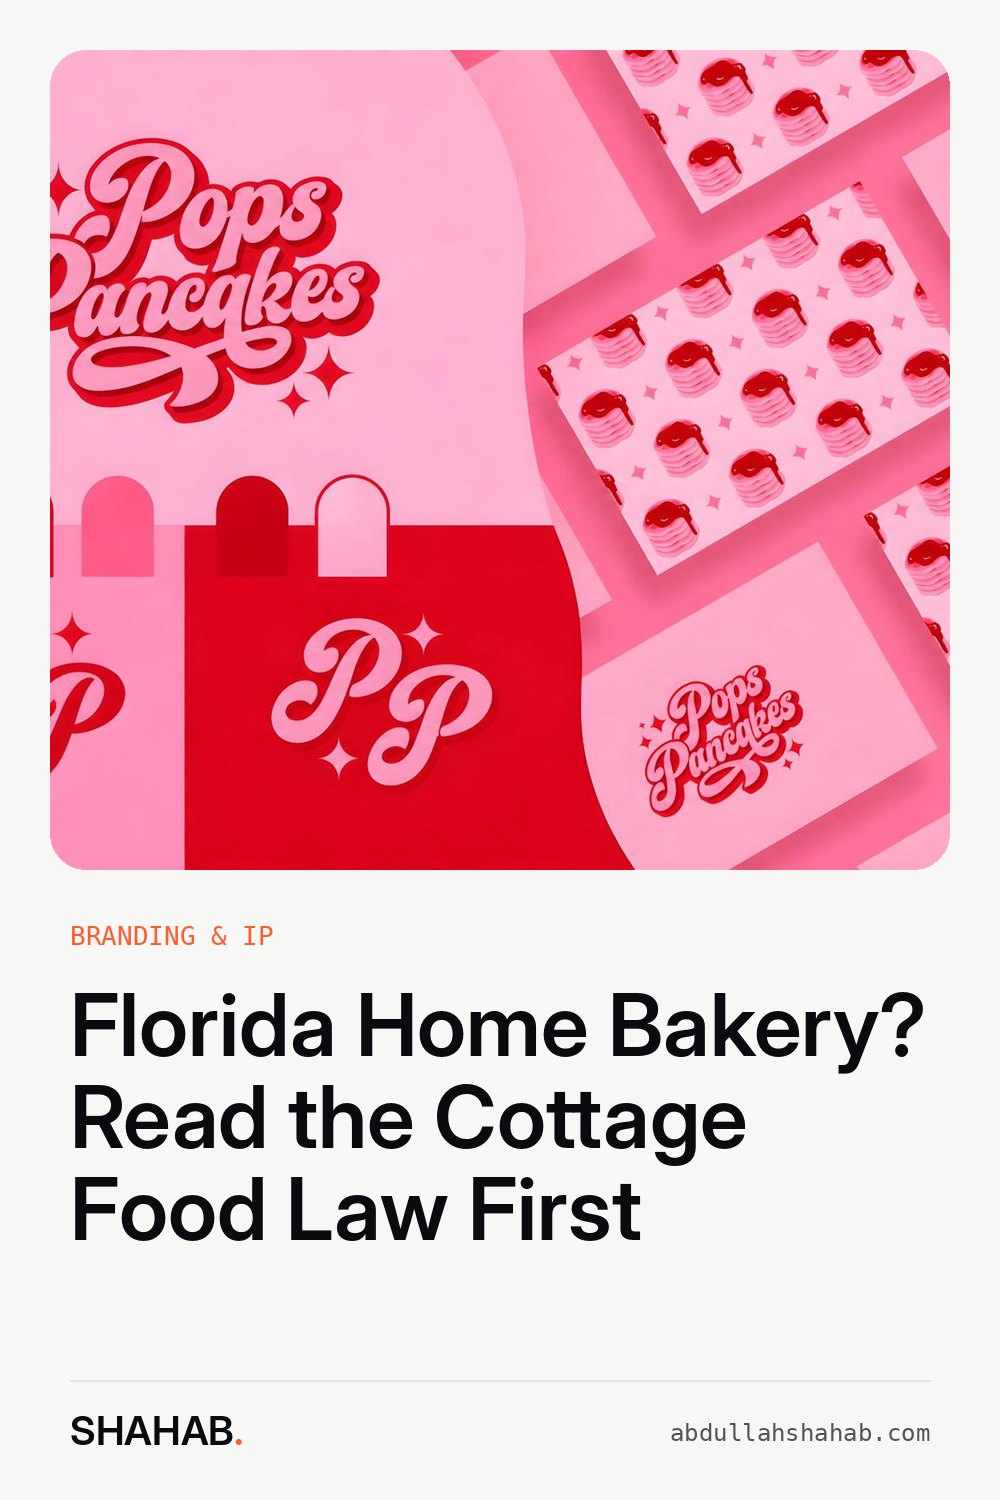 Pops
Pancakes
P
PP
Pops
Pancakes
BRANDING & IP
Florida Home Bakery?
Read the Cottage
Food Law First
SHAHAB.
abdullahshahab.com